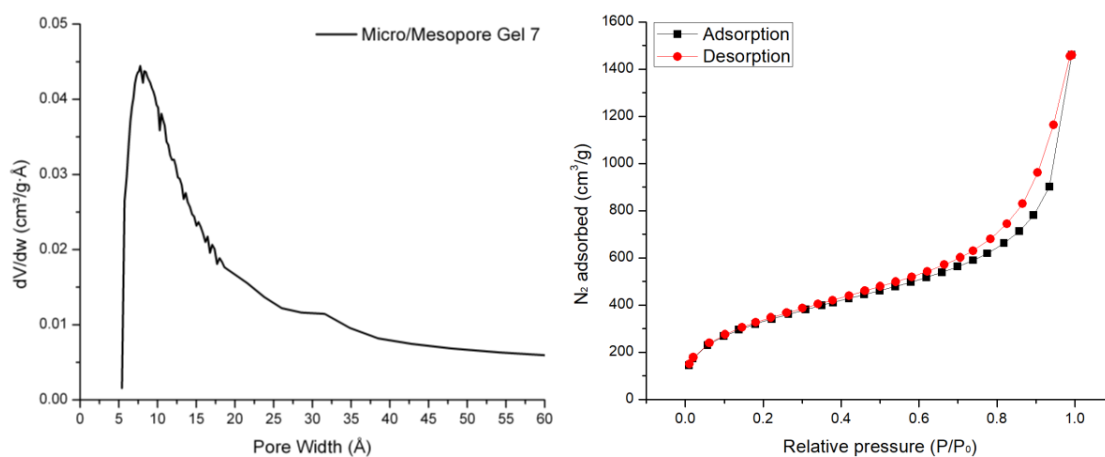 Micro/Mesopore Gel 7
dV/dw (cm³/g·Å)
0.05
0.04
0.03
0.02
0.01
0.00
0 5 10 15 20 25 30 35 40 45 50 55 60
Pore Width (Å)
Adsorption
Desorption
N₂ adsorbed (cm³/g)
1600
1400
1200
1000
800
600
400
200
0
0.0 0.2 0.4 0.6 0.8 1.0
Relative pressure (P/P₀)